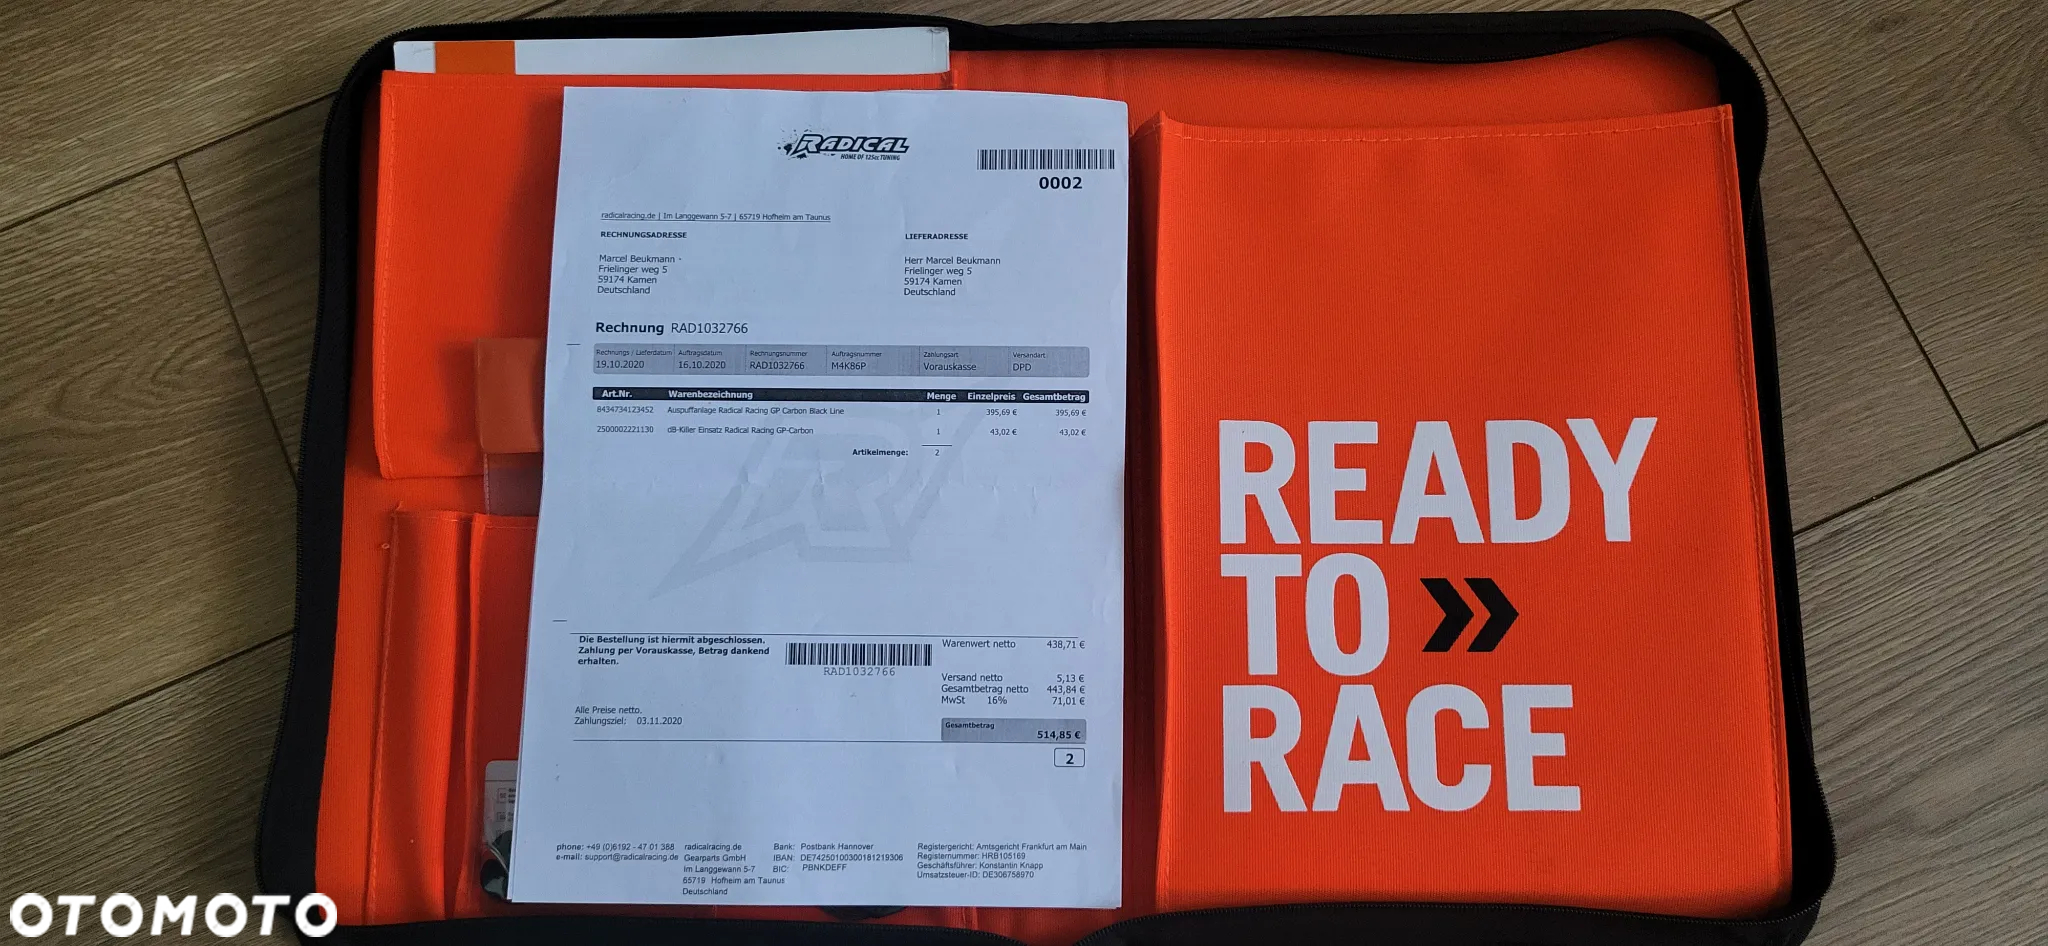 RADICAL
HOME OF 125cc TUNING
0002
radicalracing.de | Im Langgewann 5-7 | 65719 Hofheim am Taunus
RECHNUNGSADRESSE
Marcel Beukmann -
Frielinger weg 5
59174 Kamen
Deutschland
LIEFERADRESSE
Herr Marcel Beukmann
Frielinger weg 5
59174 Kamen
Deutschland
Rechnung RAD1032766
Rechnungs / Lieferdatum Auftragsdatum Rechnungsnummer Auftragsnummer Zahlungsart Versandart
19.10.2020 16.10.2020 RAD1032766 M4K86P Vorauskasse DPD
Art.Nr. Warenbezeichnung Menge Einzelpreis Gesamtbetrag
8434734123452 Auspuffanlage Radical Racing GP Carbon Black Line 1 395,69 € 395,69 €
2500002221130 dB-Killer Einsatz Radical Racing GP-Carbon 1 43,02 € 43,02 €
Artikelmenge: 2
Die Bestellung ist hiermit abgeschlossen.
Zahlung per Vorauskasse, Betrag dankend
erhalten.
RAD1032766
Warenwert netto 438,71 €
Versand netto 5,13 €
Gesamtbetrag netto 443,84 €
MwSt 16% 71,01 €
Alle Preise netto.
Zahlungsziel: 03.11.2020
Gesamtbetrag
514,85 €
2
phone: +49 (0)6192 - 47 01 388
e-mail: support@radicalracing.de
radicalracing.de
Gearparts GmbH
Im Langgewann 5-7
65719 Hofheim am Taunus
Deutschland
Bank: Postbank Hannover
IBAN: DE74250100300181219306
BIC: PBNKDEFF
Registergericht: Amtsgericht Frankfurt am Main
Registernummer: HRB105169
Geschäftsführer: Konstantin Knapp
Umsatzsteuer-ID: DE306758970
READY
TO
RACE
OTOMOTO